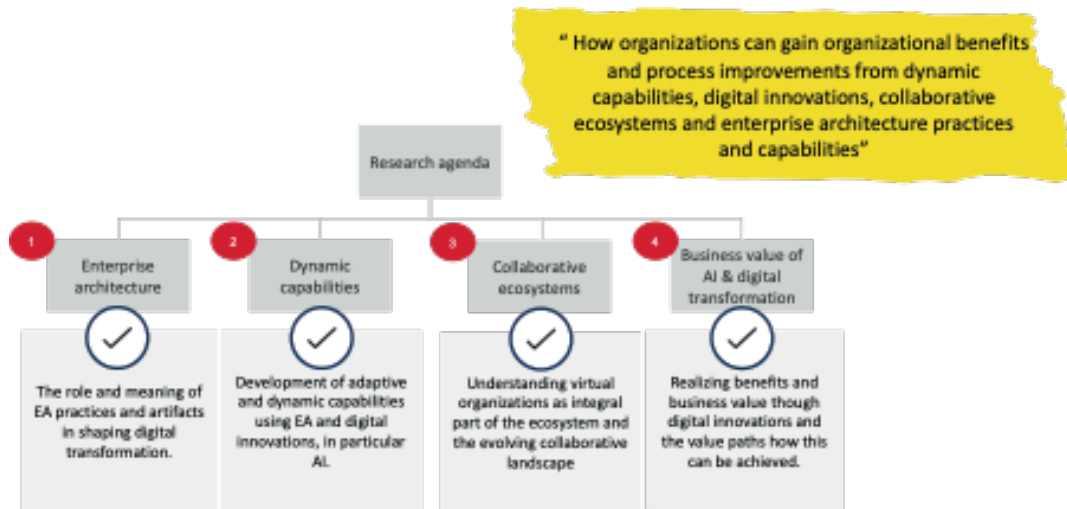 “ How organizations can gain organizational benefits
and process improvements from dynamic
capabilities, digital innovations, collaborative
ecosystems and enterprise architecture practices
and capabilities”
Research agenda
1
Enterprise
architecture
2
Dynamic
capabilities
3
Collaborative
ecosystems
4
Business value of
AI & digital
transformation
The role and meaning of
EA practices and artifacts
in shaping digital
transformation.
Development of adaptive
and dynamic capabilities
using EA and digital
innovations, in particular
AI.
Understanding virtual
organizations as integral
part of the ecosystem and
the evolving collaborative
landscape
Realizing benefits and
business value though
digital innovations and
the value paths how this
can be achieved.